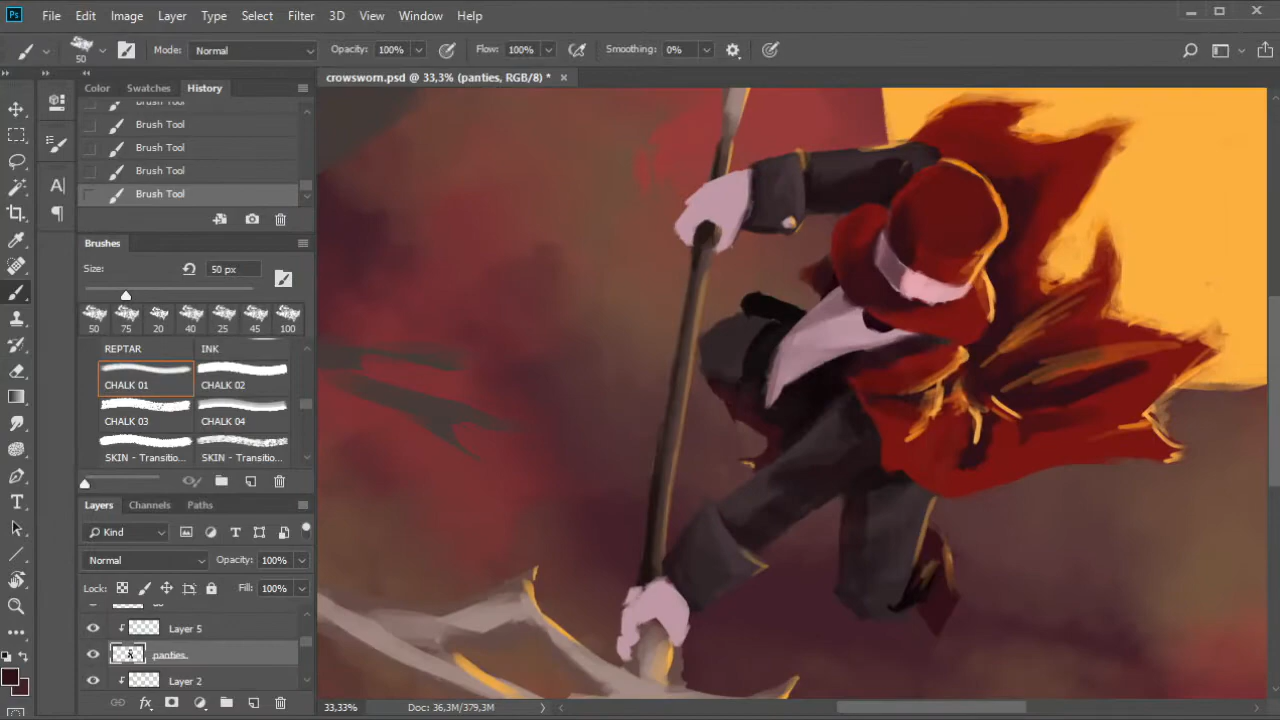 Ps File Edit Image Layer Type Select Filter 3D View Window Help
50 Mode: Normal Opacity: 100% Flow: 100% Smoothing: 0%
crowsworn.psd @ 33,3% (panties, RGB/8) *
Color Swatches History
Brush Tool
Brush Tool
Brush Tool
Brush Tool
Brush Tool
Brushes
Size: 50 px
50 75 20 40 25 45 100
REPTAR INK
CHALK 01 CHALK 02
CHALK 03 CHALK 04
SKIN - Transitio... SKIN - Transitio...
Layers Channels Paths
Kind
Normal Opacity: 100%
Lock: Fill: 100%
Layer 5
panties
Layer 2
33,33% Doc: 36,3M/379,3M